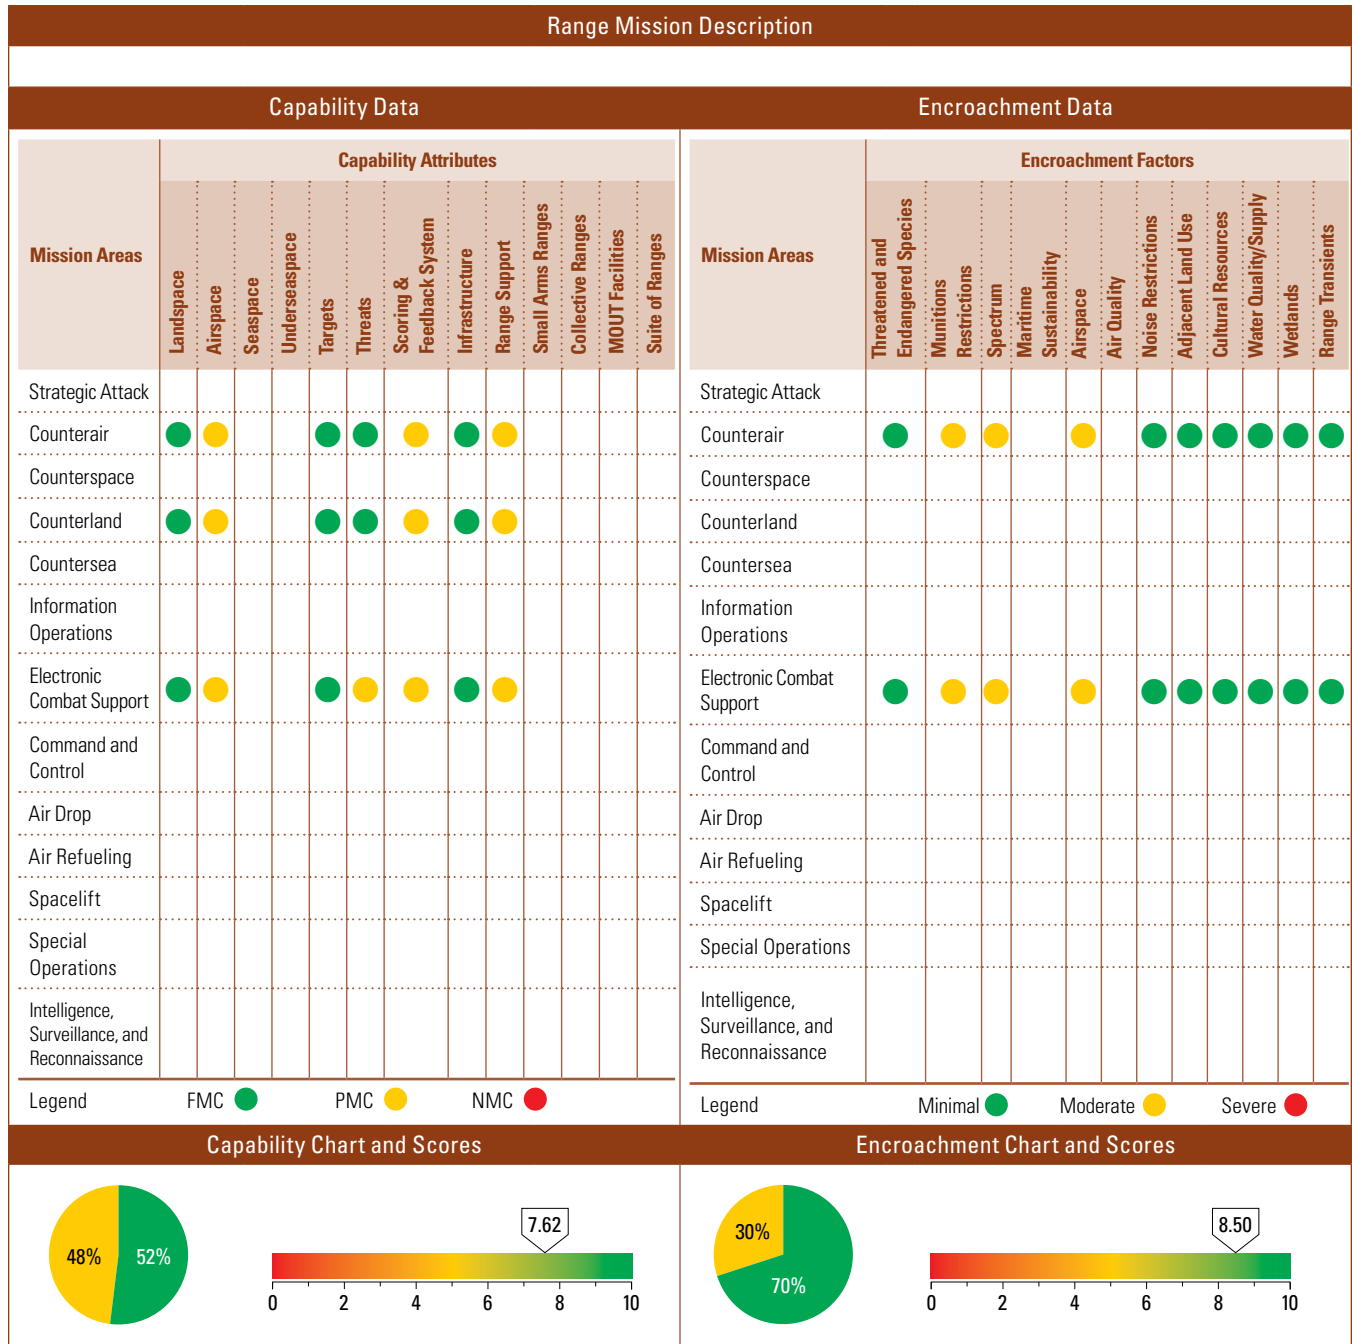 Range Mission Description
Capability Data
Encroachment Data
Mission Areas
Capability Attributes
Landspace
Airspace
Seaspace
Underseaspace
Targets
Threats
Scoring &
Feedback System
Infrastructure
Range Support
Small Arms Ranges
Collective Ranges
MOUT Facilities
Suite of Ranges
Strategic Attack
Counterair
Counterspace
Counterland
Countersea
Information
Operations
Electronic
Combat Support
Command and
Control
Air Drop
Air Refueling
Spacelift
Special
Operations
Intelligence,
Surveillance, and
Reconnaissance
Legend
FMC
PMC
NMC
Mission Areas
Encroachment Factors
Threatened and
Endangered Species
Munitions
Restrictions
Spectrum
Maritime
Sustainability
Airspace
Air Quality
Noise Restrictions
Adjacent Land Use
Cultural Resources
Water Quality/Supply
Wetlands
Range Transients
Strategic Attack
Counterair
Counterspace
Counterland
Countersea
Information
Operations
Electronic Combat
Support
Command and
Control
Air Drop
Air Refueling
Spacelift
Special Operations
Intelligence,
Surveillance, and
Reconnaissance
Legend
Minimal
Moderate
Severe
Capability Chart and Scores
48%
52%
7.62
0 2 4 6 8 10
Encroachment Chart and Scores
30%
70%
8.50
0 2 4 6 8 10